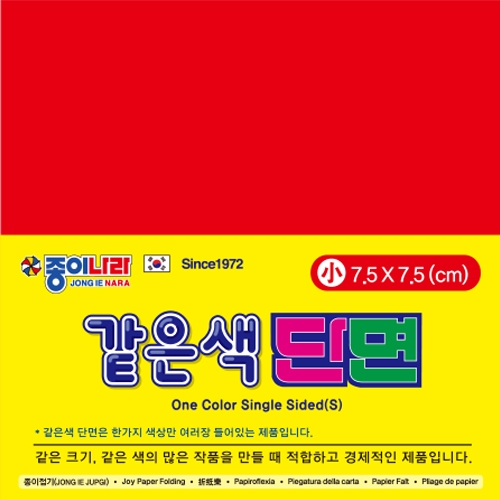 종이나라
JONG IE NARA
Since1972
小 7.5 X 7.5 (cm)
같은색 단면
One Color Single Sided(S)
* 같은색 단면은 한가지 색상만 여러장 들어있는 제품입니다.
같은 크기, 같은 색의 많은 작품을 만들 때 적합하고 경제적인 제품입니다.
종이접기(JONG IE JUPGI) • Joy Paper Folding • 折紙樂 • Papiroflexia • Piegatura della carta • Papier Falt • Pliage de papier